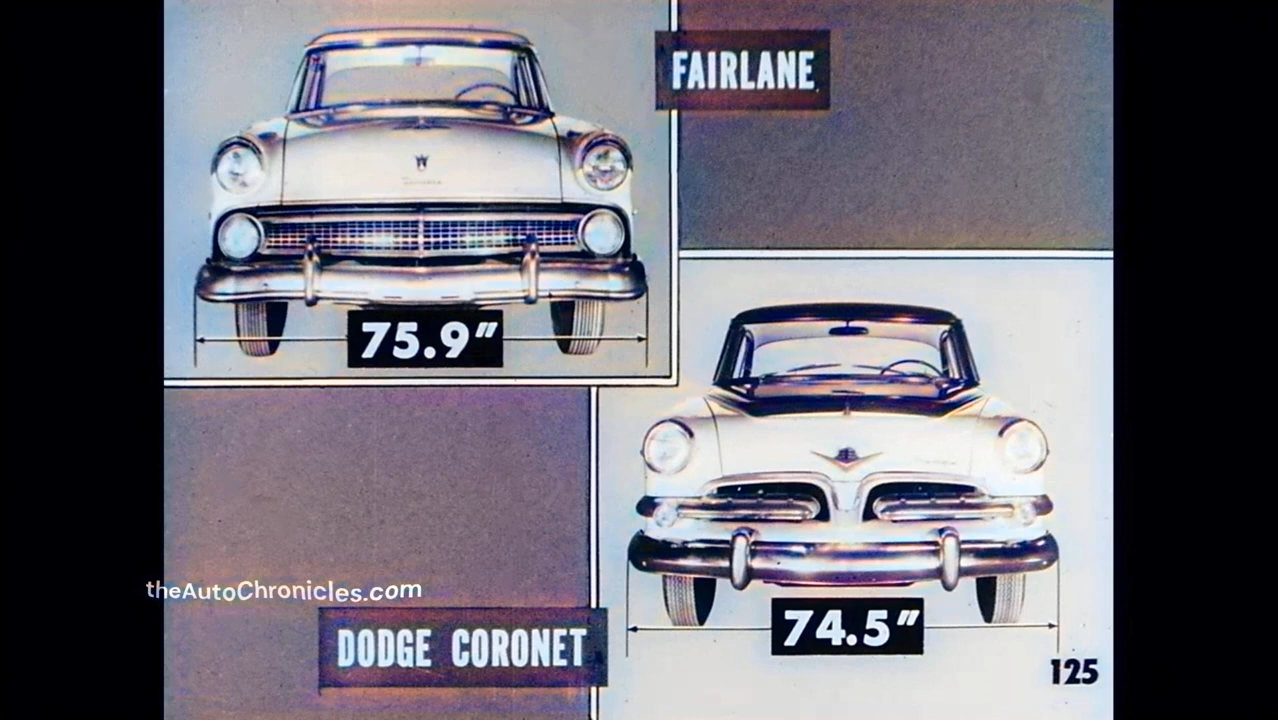 FAIRLANE
75.9"
theAutoChronicles.com
DODGE CORONET
74.5"
125